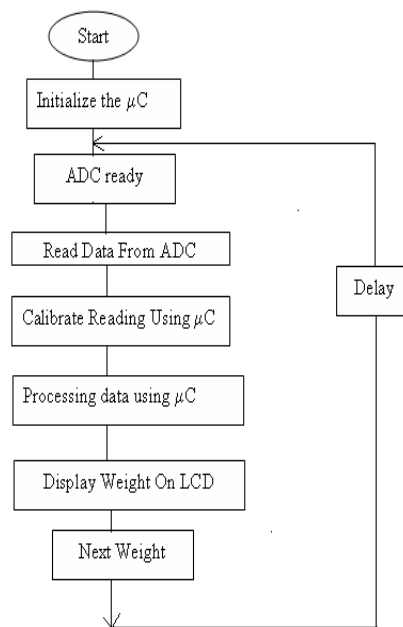 Start
Initialize the µC
ADC ready
Read Data From ADC
Calibrate Reading Using µC
Delay
Processing data using µC
Display Weight On LCD
Next Weight